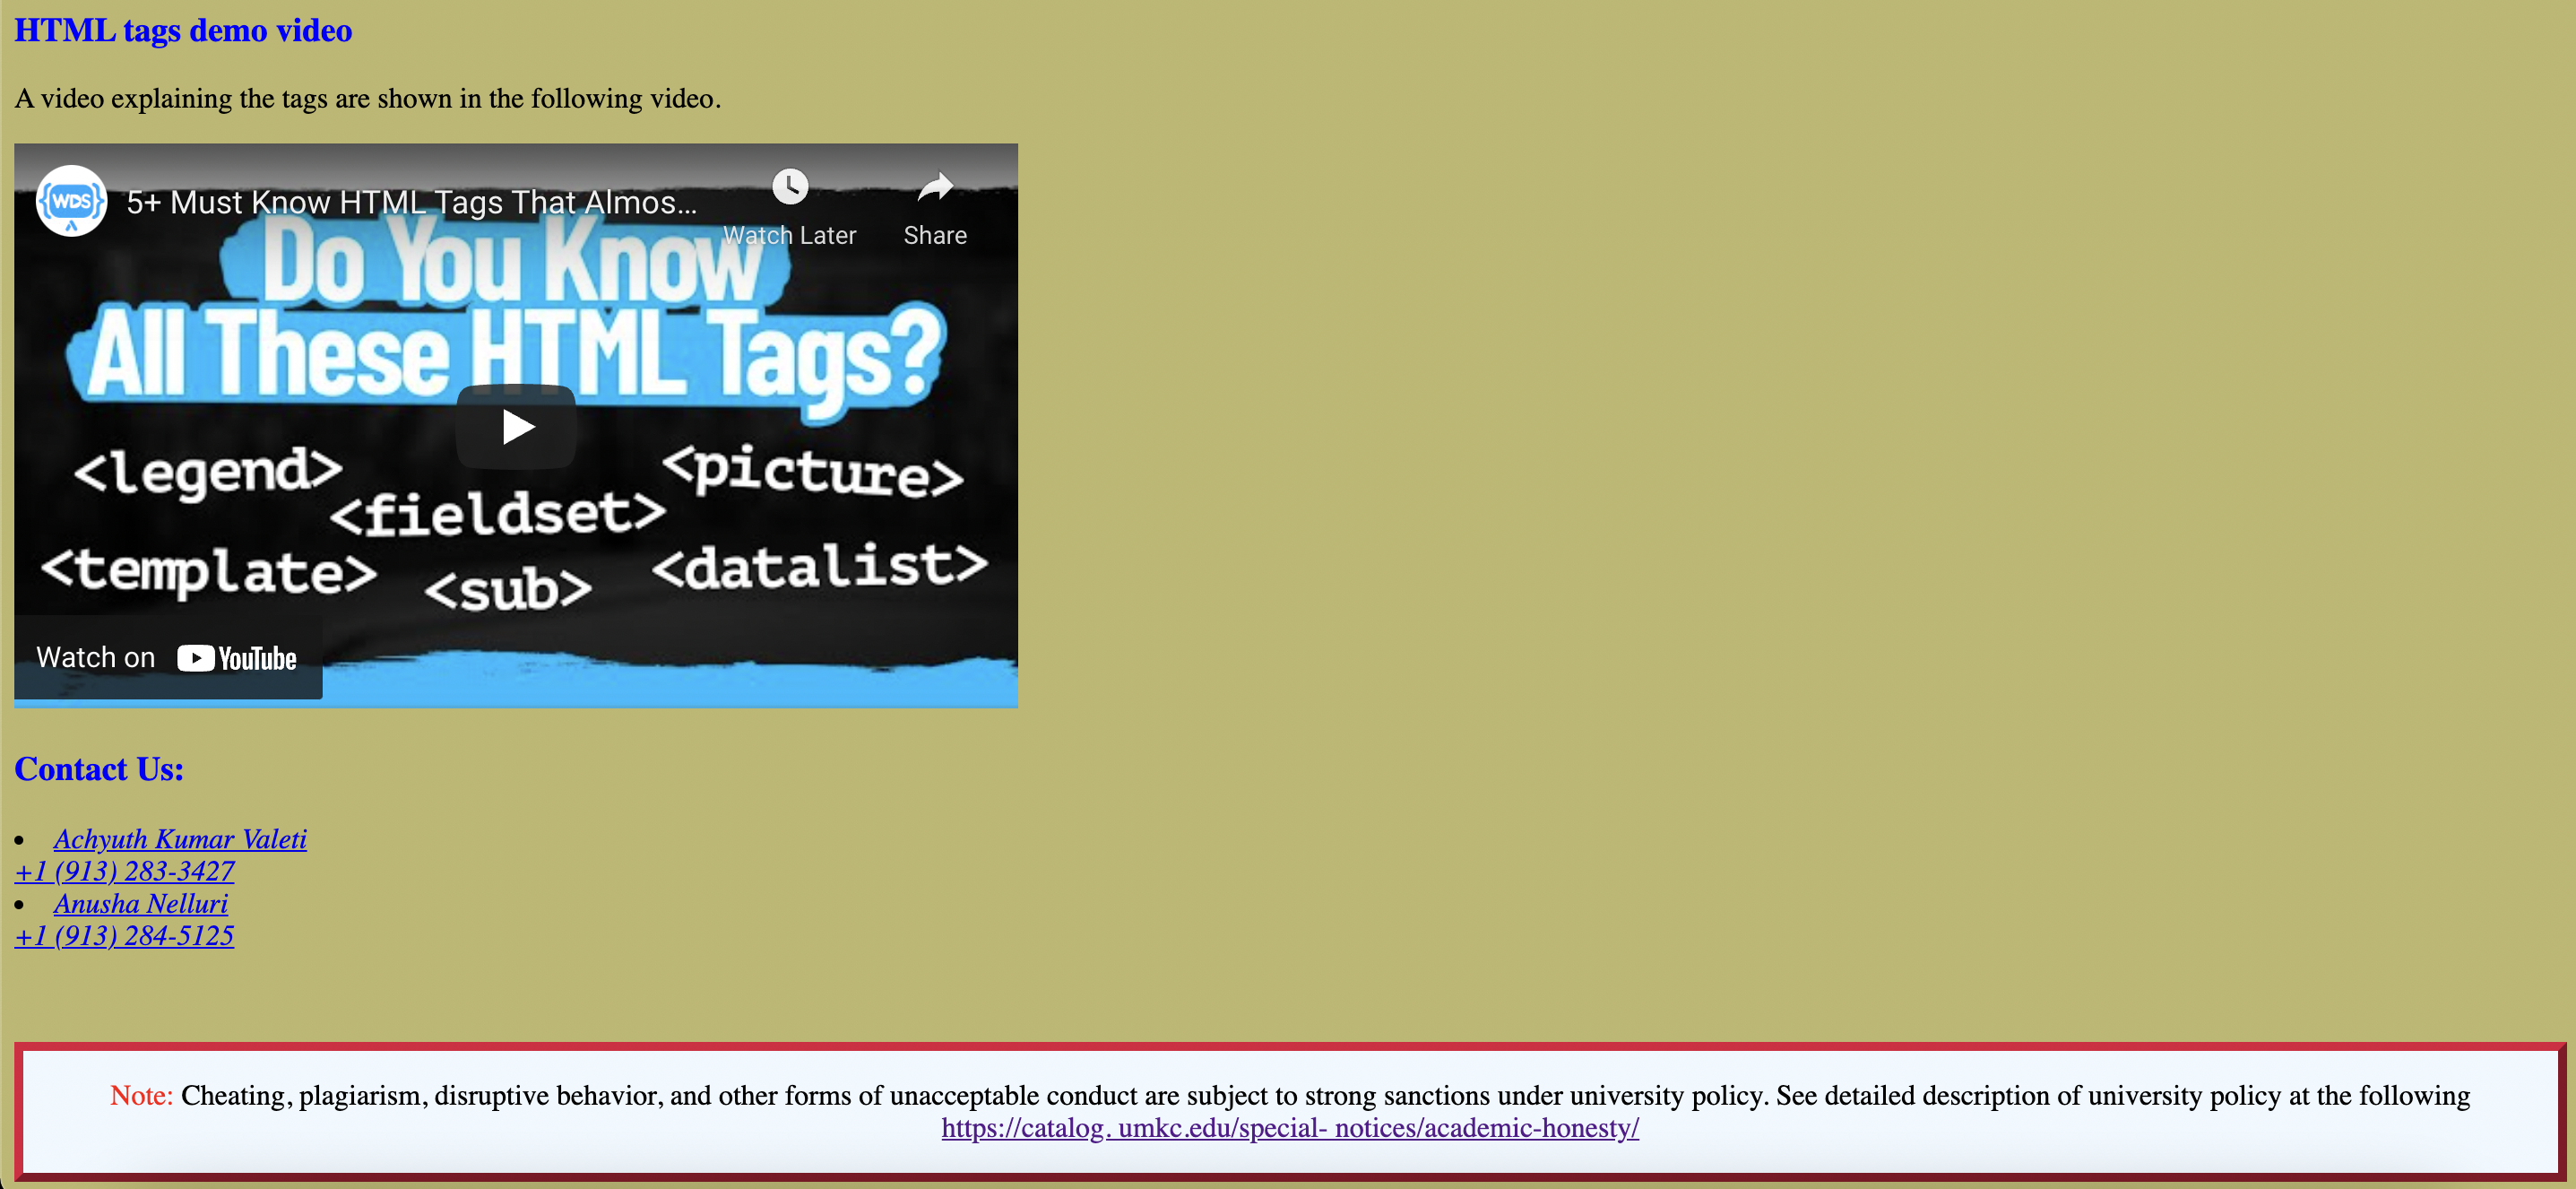 HTML tags demo video
A video explaining the tags are shown in the following video.
{WDS}
5+ Must Know HTML Tags That Almos...
Watch Later
Share
Do You Know
All These HTML Tags?
<legend>
<picture>
<fieldset>
<template>
<sub>
<datalist>
Watch on YouTube
Contact Us:
• Achyuth Kumar Valeti
+1 (913) 283-3427
• Anusha Nelluri
+1 (913) 284-5125
Note: Cheating, plagiarism, disruptive behavior, and other forms of unacceptable conduct are subject to strong sanctions under university policy. See detailed description of university policy at the following
https://catalog. umkc.edu/special- notices/academic-honesty/